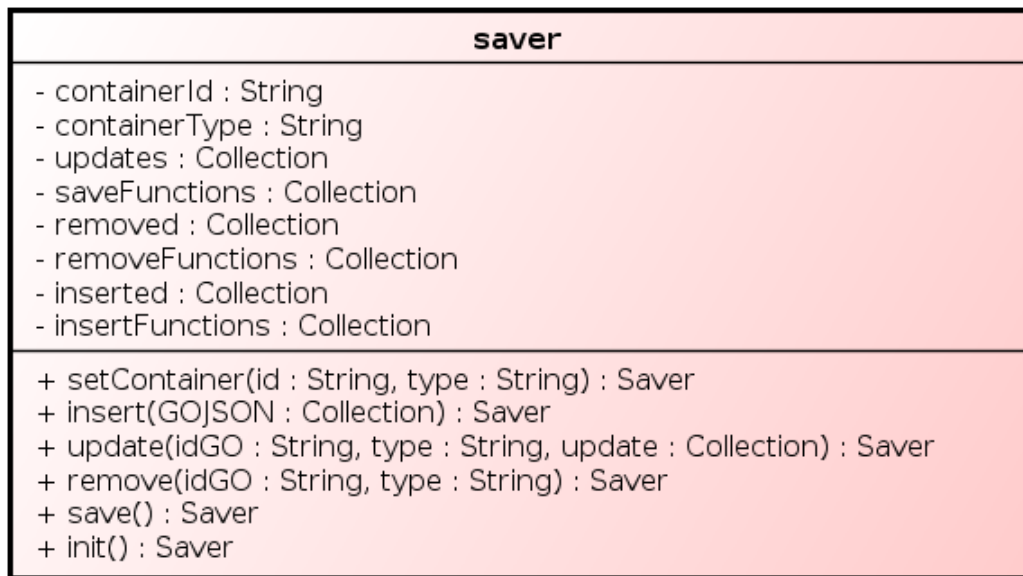 saver
- containerId : String
- containerType : String
- updates : Collection
- saveFunctions : Collection
- removed : Collection
- removeFunctions : Collection
- inserted : Collection
- insertFunctions : Collection
+ setContainer(id : String, type : String) : Saver
+ insert(GOJSON : Collection) : Saver
+ update(idGO : String, type : String, update : Collection) : Saver
+ remove(idGO : String, type : String) : Saver
+ save() : Saver
+ init() : Saver